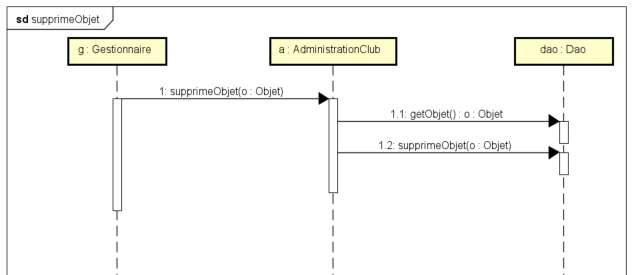 sd supprimeObjet
g : Gestionnaire
a : AdministrationClub
dao : Dao
1: supprimeObjet(o : Objet)
1.1: getObjet() : o : Objet
1.2: supprimeObjet(o : Objet)